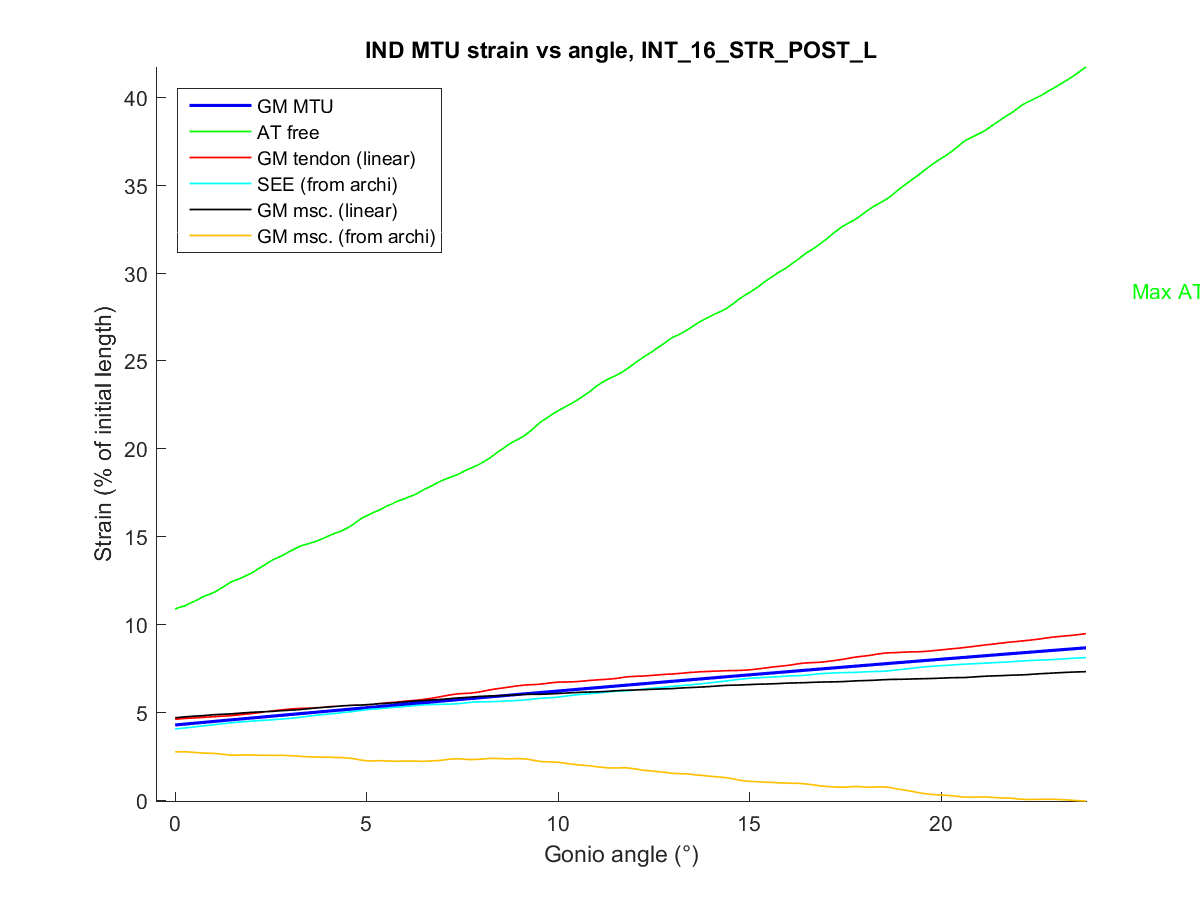 IND MTU strain vs angle, INT_16_STR_POST_L
GM MTU
AT free
GM tendon (linear)
SEE (from archi)
GM msc. (linear)
GM msc. (from archi)
Max AT
Strain (% of initial length)
40
35
30
25
20
15
10
5
0
0 5 10 15 20
Gonio angle (°)